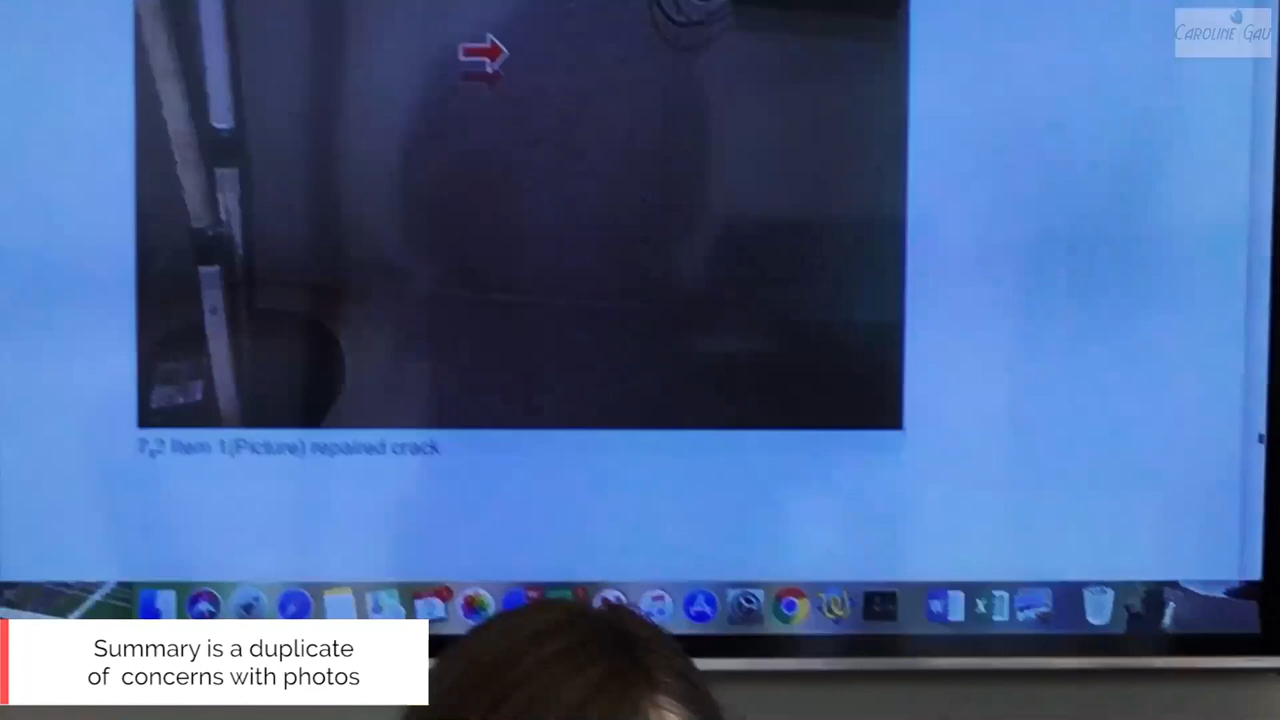 CAROLINE GAU
7.2 Item 1(Picture) repaired crack
Summary is a duplicate
of concerns with photos